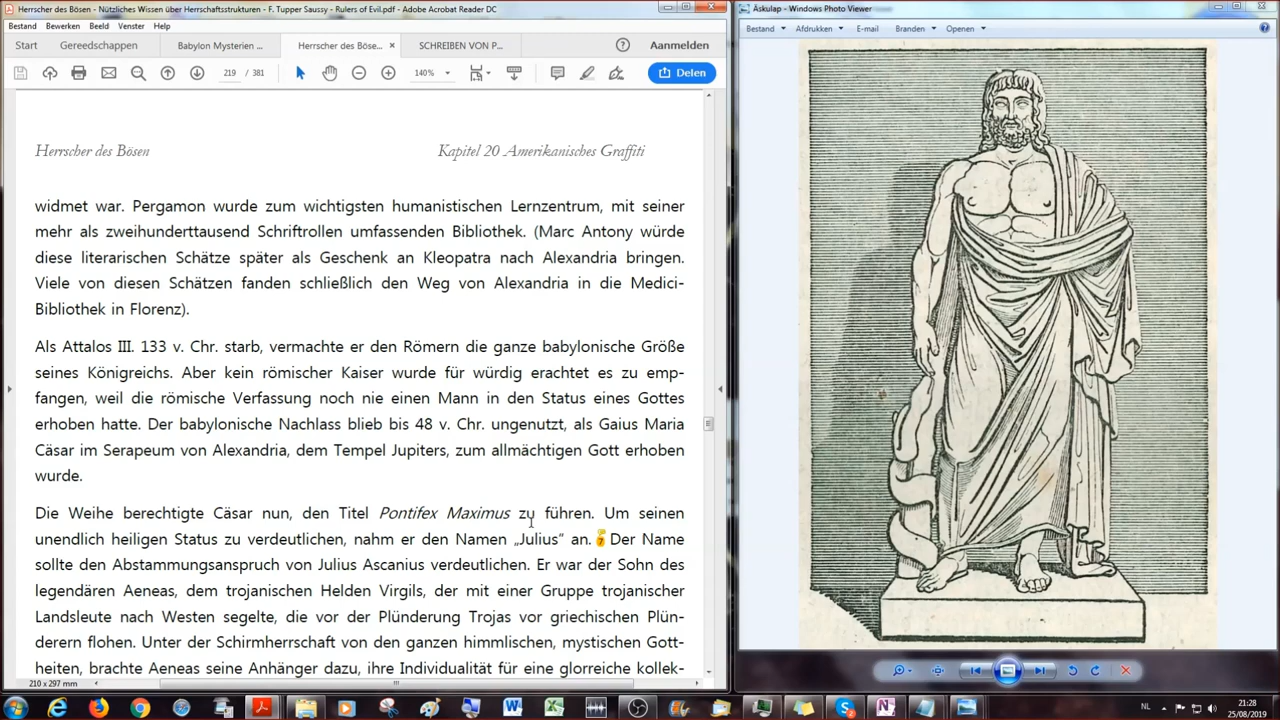 Herrscher des Bösen - Nützliches Wissen über Herrschaftsstrukturen - F. Tupper Saussy - Rulers of Evil.pdf - Adobe Acrobat Reader DC
Bestand Bewerken Beeld Venster Help
Start Gereedschappen Babylon Mysterien ... Herrscher des Böse... × SCHREIBEN VON P... Aanmelden
219 / 381 140% Delen
Herrscher des Bösen Kapitel 20 Amerikanisches Graffiti
widmet war. Pergamon wurde zum wichtigsten humanistischen Lernzentrum, mit seiner
mehr als zweihunderttausend Schriftrollen umfassenden Bibliothek. (Marc Antony würde
diese literarischen Schätze später als Geschenk an Kleopatra nach Alexandria bringen.
Viele von diesen Schätzen fanden schließlich den Weg von Alexandria in die Medici-
Bibliothek in Florenz).
Als Attalos III. 133 v. Chr. starb, vermachte er den Römern die ganze babylonische Größe
seines Königreichs. Aber kein römischer Kaiser wurde für würdig erachtet es zu emp-
fangen, weil die römische Verfassung noch nie einen Mann in den Status eines Gottes
erhoben hatte. Der babylonische Nachlass blieb bis 48 v. Chr. ungenutzt, als Gaius Maria
Cäsar im Serapeum von Alexandria, dem Tempel Jupiters, zum allmächtigen Gott erhoben
wurde.
Die Weihe berechtigte Cäsar nun, den Titel Pontifex Maximus zu führen. Um seinen
unendlich heiligen Status zu verdeutlichen, nahm er den Namen „Julius” an. 7 Der Name
sollte den Abstammungsanspruch von Julius Ascanius verdeutlichen. Er war der Sohn des
legendären Aeneas, dem trojanischen Helden Virgils, der mit einer Gruppe trojanischer
Landsleute nach Westen segelte, die vor der Plünderung Trojas vor griechischen Plün-
derern flohen. Unter der Schirmherrschaft von den ganzen himmlischen, mystischen Gott-
heiten, brachte Aeneas seine Anhänger dazu, ihre Individualität für eine glorreiche kollek-
210 x 297 mm
Äskulap - Windows Photo Viewer
Bestand Afdrukken E-mail Branden Openen
NL 21:28
25/08/2019